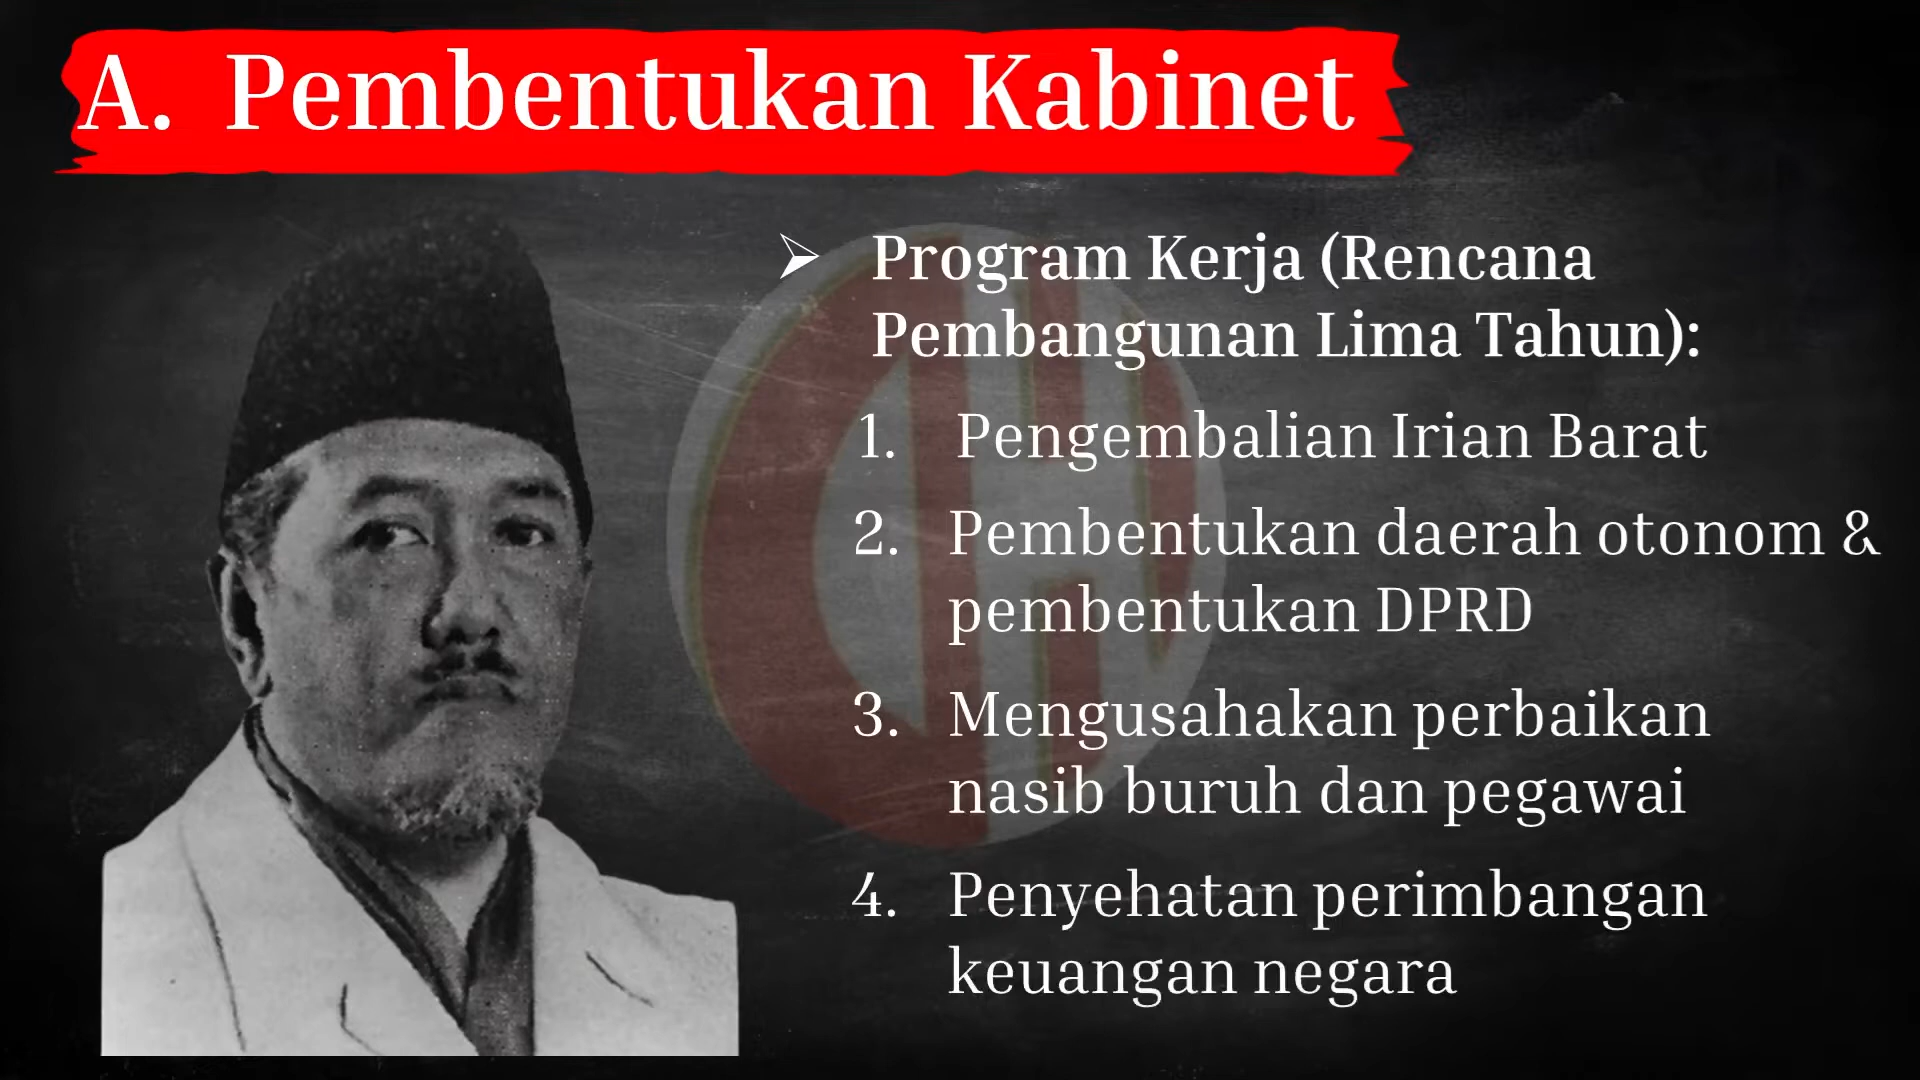 A. Pembentukan Kabinet
Program Kerja (Rencana
Pembangunan Lima Tahun):
1. Pengembalian Irian Barat
2. Pembentukan daerah otonom &
pembentukan DPRD
3. Mengusahakan perbaikan
nasib buruh dan pegawai
4. Penyehatan perimbangan
keuangan negara